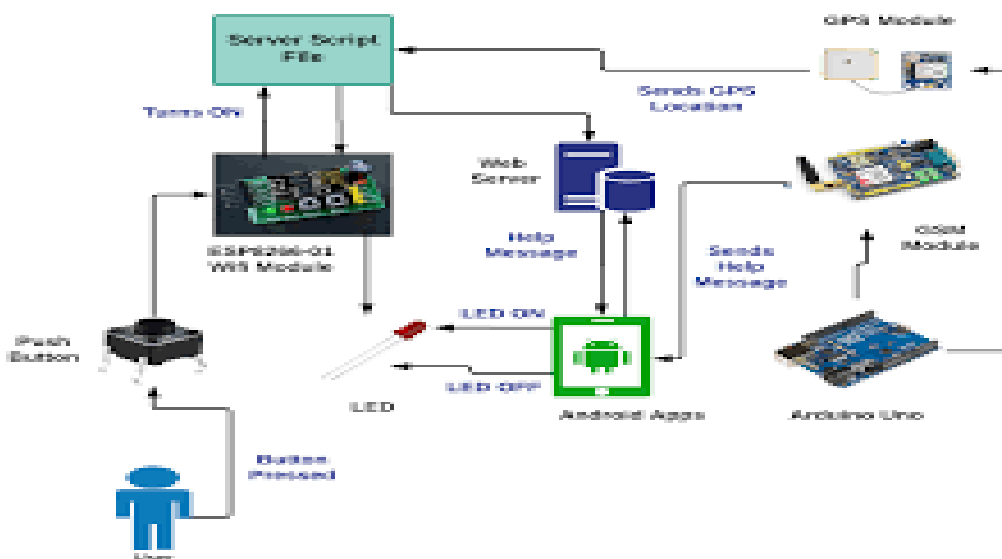 Server Script
File
GPS Module
Turns ON
Sends GPS
Location
Web
Server
ESP8266-01
Wifi Module
Help
Message
Sends
Help
Message
GSM
Module
Push
Button
LED ON
LED OFF
LED
Android Apps
Arduino Uno
Button
Pressed
User